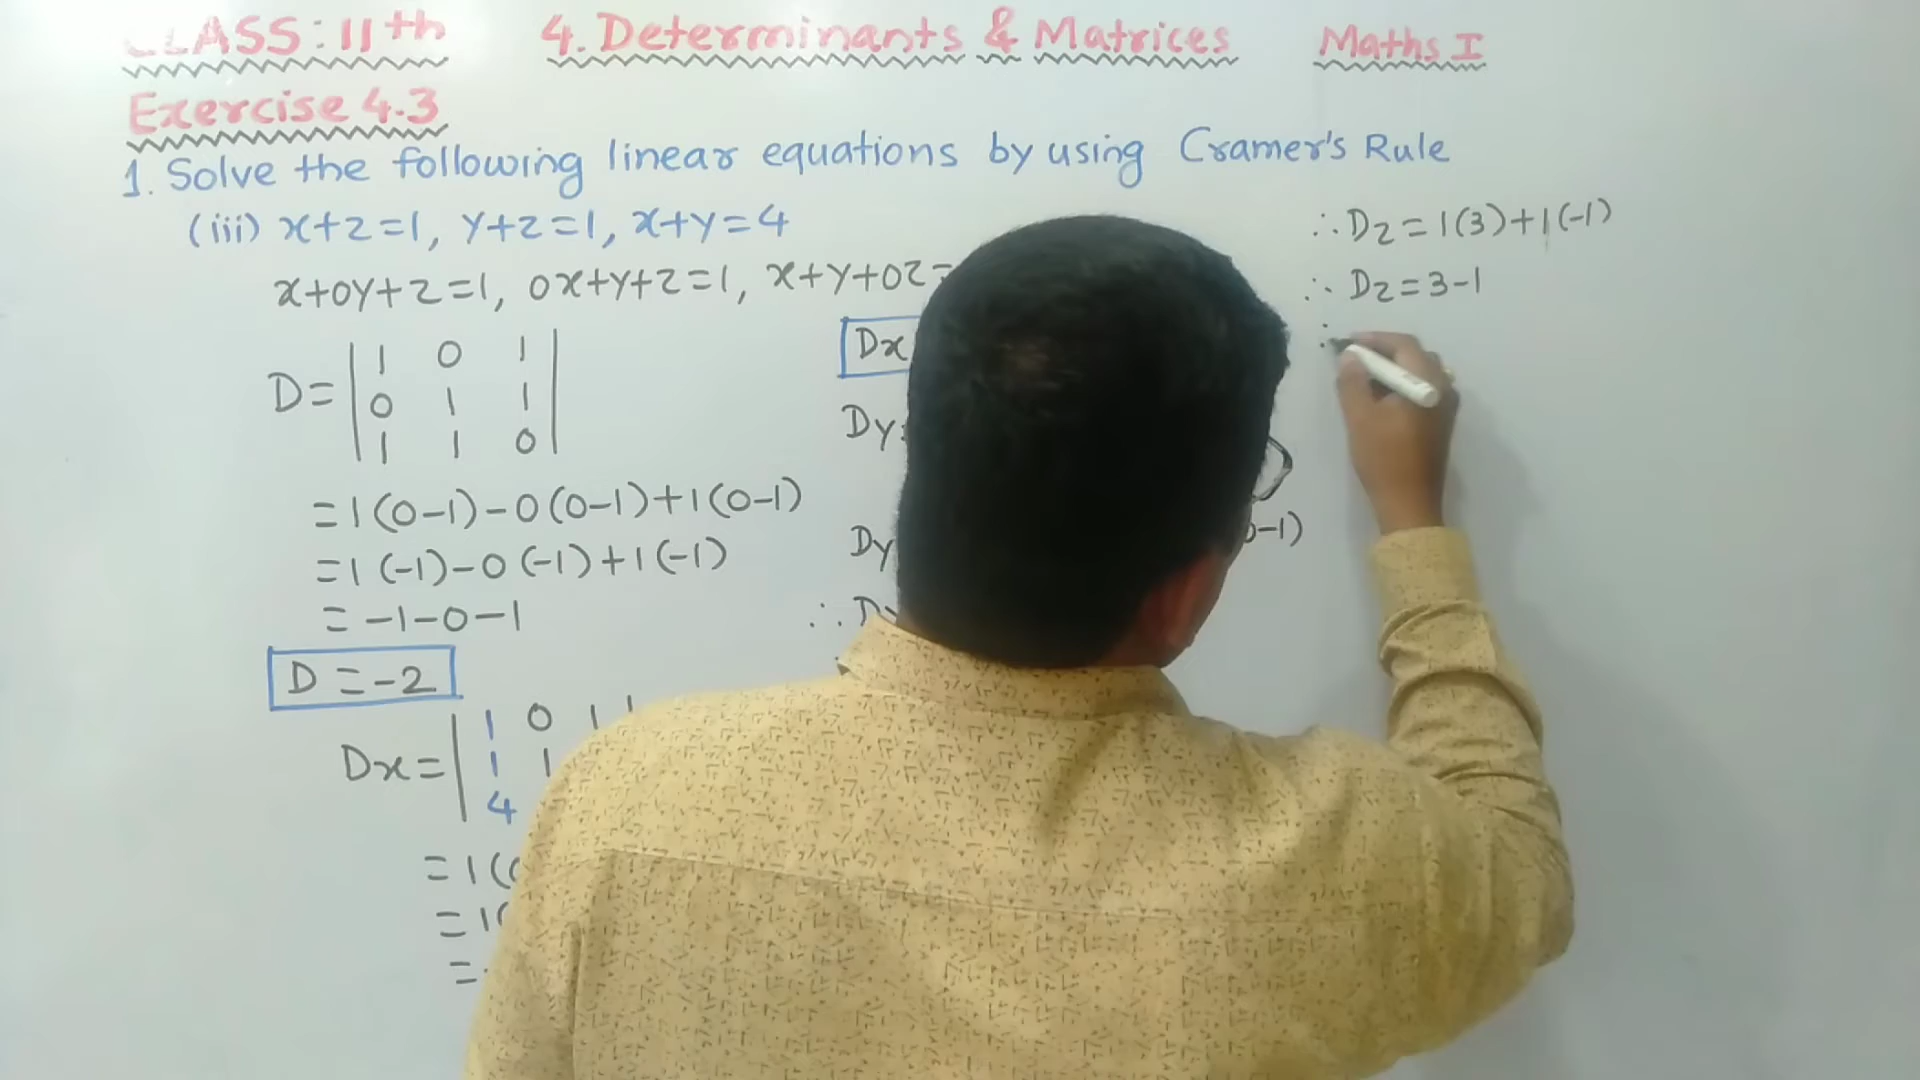 CLASS: 11th 4. Determinants & Matrices Maths I
Exercise 4.3
1. Solve the following linear equations by using Cramer's Rule
(iii) x+z=1, y+z=1, x+y=4
x+0y+z=1, 0x+y+z=1, x+y+0z=
D= | 1 0 1 |
| 0 1 1 |
| 1 1 0 |
=1(0-1)-0(0-1)+1(0-1)
=1(-1)-0(-1)+1(-1)
= -1-0-1
D = -2
Dx= | 1 0 1 |
| 1 1
| 4
= 1(0
= 1(
=
Dx
Dy=
Dy
0-1)
∴ Dy
∴ Dz = 1(3)+1(-1)
∴ Dz = 3-1
∴